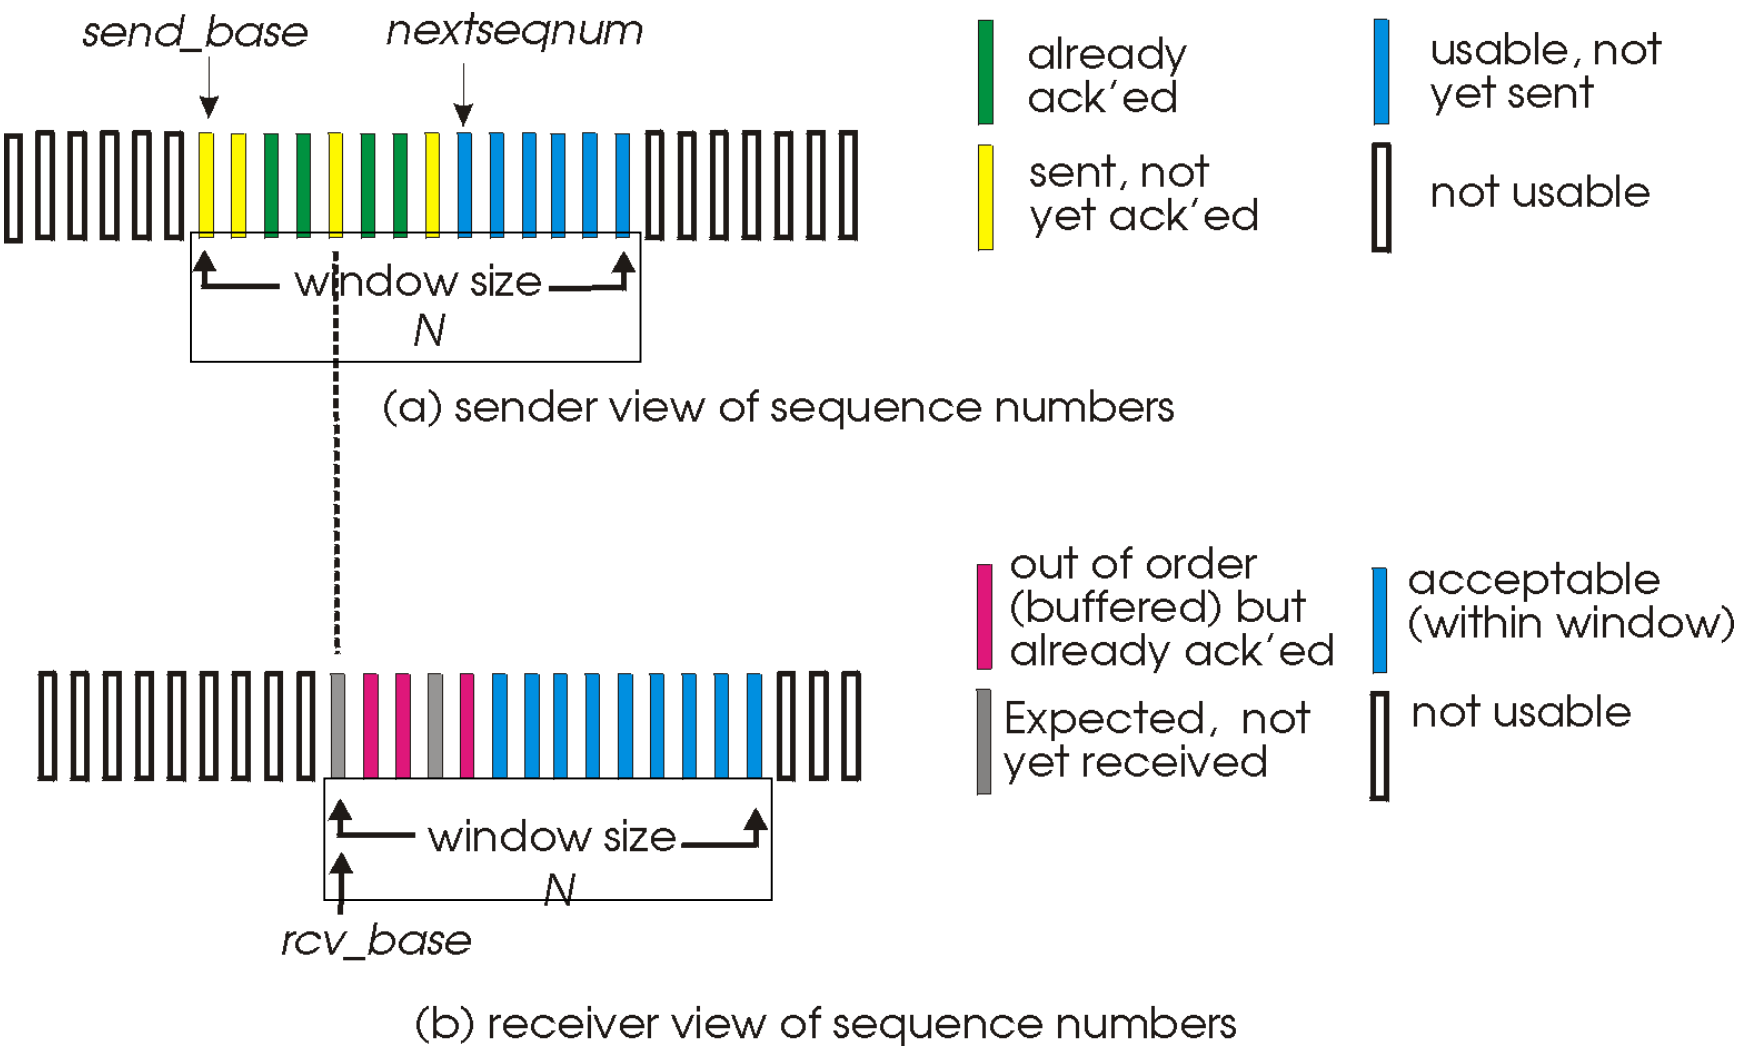 send_base
nextseqnum
already
ack'ed
usable, not
yet sent
sent, not
yet ack'ed
not usable
window size
N
(a) sender view of sequence numbers
out of order
(buffered) but
already ack'ed
acceptable
(within window)
Expected, not
yet received
not usable
window size
N
rcv_base
(b) receiver view of sequence numbers